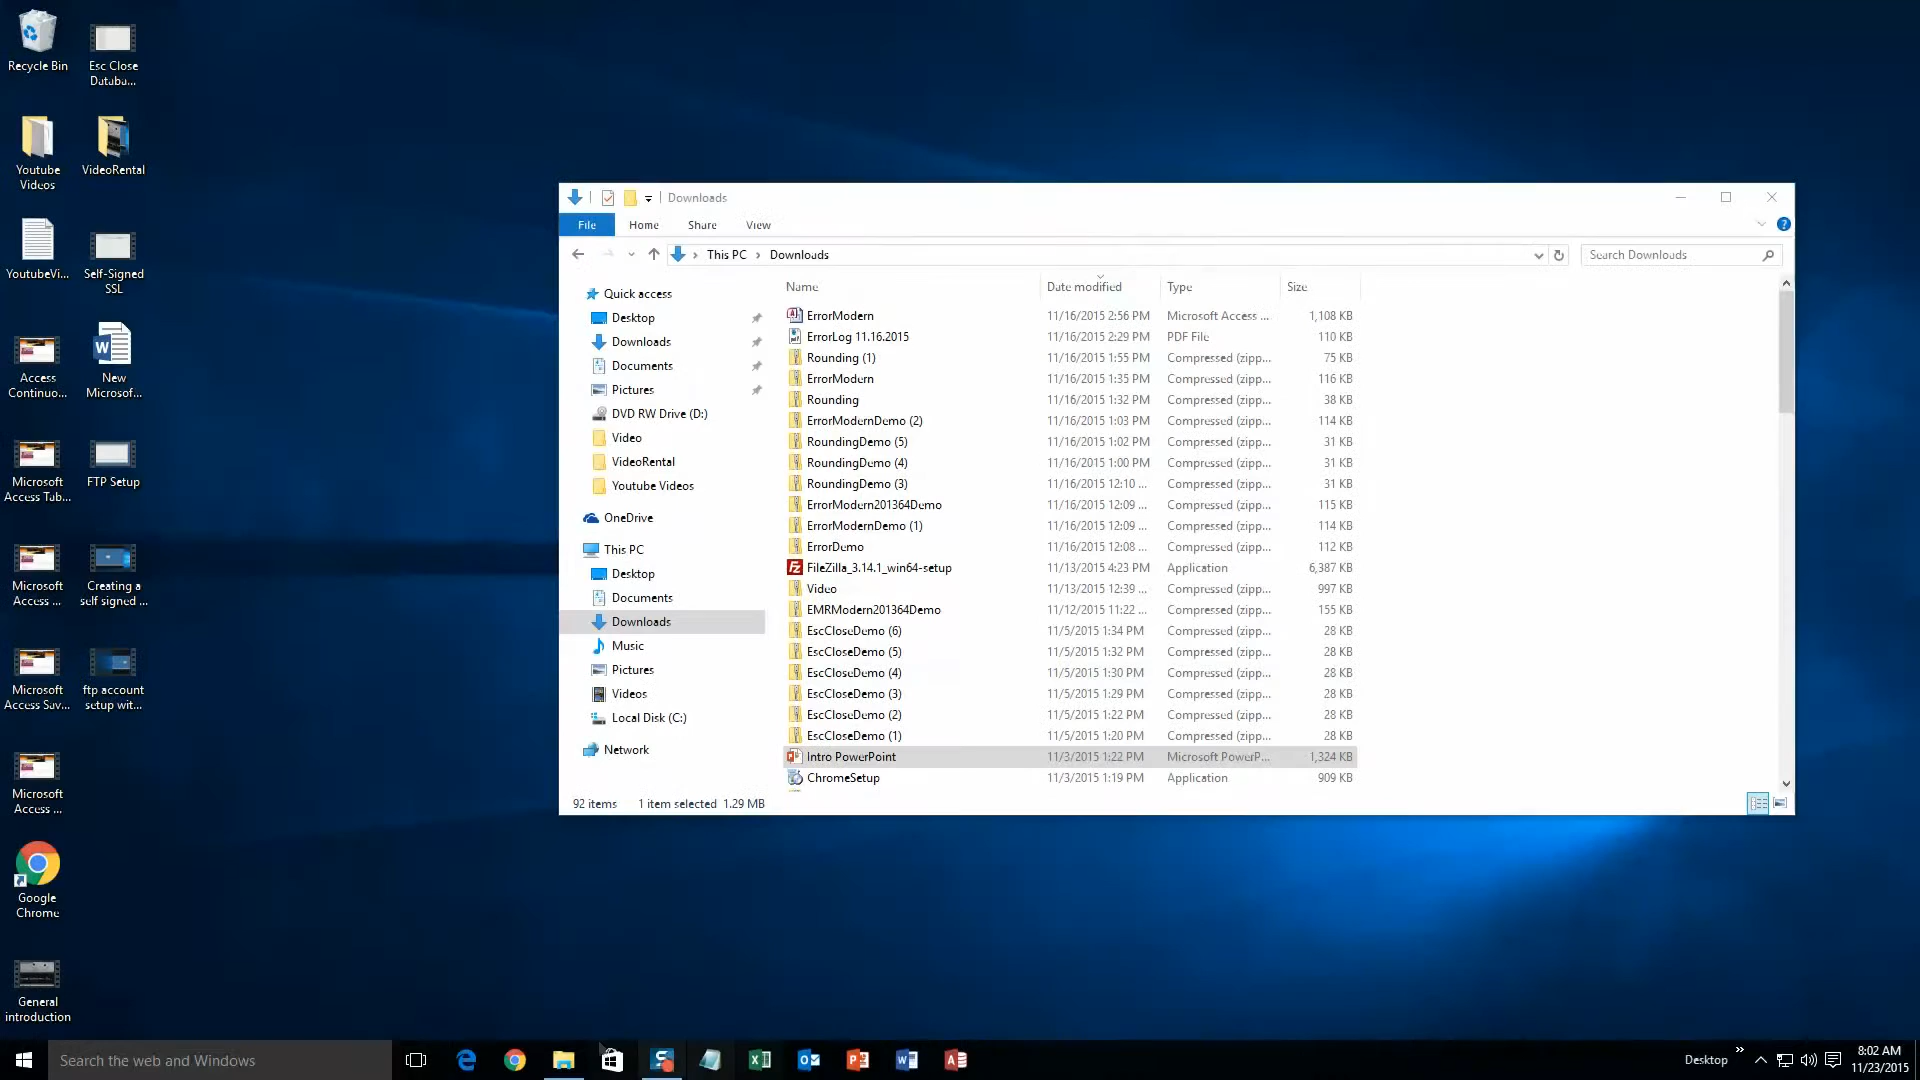 Recycle Bin
Esc Close
Databa...
Youtube
Videos
VideoRental
YoutubeVi...
Self-Signed
SSL
Access
Continuo...
New
Microsof...
Microsoft
Access Tab...
FTP Setup
Microsoft
Access ...
Creating a
self signed ...
Microsoft
Access Sav...
ftp account
setup wit...
Microsoft
Access ...
Google
Chrome
General
introduction
Downloads
File Home Share View
This PC > Downloads
Search Downloads
Quick access
Desktop
Downloads
Documents
Pictures
DVD RW Drive (D:)
Video
VideoRental
Youtube Videos
OneDrive
This PC
Desktop
Documents
Downloads
Music
Pictures
Videos
Local Disk (C:)
Network
Name Date modified Type Size
ErrorModern 11/16/2015 2:56 PM Microsoft Access ... 1,108 KB
ErrorLog 11.16.2015 11/16/2015 2:29 PM PDF File 110 KB
Rounding (1) 11/16/2015 1:55 PM Compressed (zipp... 75 KB
ErrorModern 11/16/2015 1:35 PM Compressed (zipp... 116 KB
Rounding 11/16/2015 1:32 PM Compressed (zipp... 38 KB
ErrorModernDemo (2) 11/16/2015 1:03 PM Compressed (zipp... 114 KB
RoundingDemo (5) 11/16/2015 1:02 PM Compressed (zipp... 31 KB
RoundingDemo (4) 11/16/2015 1:00 PM Compressed (zipp... 31 KB
RoundingDemo (3) 11/16/2015 12:10 ... Compressed (zipp... 31 KB
ErrorModern201364Demo 11/16/2015 12:09 ... Compressed (zipp... 115 KB
ErrorModernDemo (1) 11/16/2015 12:09 ... Compressed (zipp... 114 KB
ErrorDemo 11/16/2015 12:08 ... Compressed (zipp... 112 KB
FileZilla_3.14.1_win64-setup 11/13/2015 4:23 PM Application 6,387 KB
Video 11/13/2015 12:39 ... Compressed (zipp... 997 KB
EMRModern201364Demo 11/12/2015 11:22 ... Compressed (zipp... 155 KB
EscCloseDemo (6) 11/5/2015 1:34 PM Compressed (zipp... 28 KB
EscCloseDemo (5) 11/5/2015 1:32 PM Compressed (zipp... 28 KB
EscCloseDemo (4) 11/5/2015 1:30 PM Compressed (zipp... 28 KB
EscCloseDemo (3) 11/5/2015 1:29 PM Compressed (zipp... 28 KB
EscCloseDemo (2) 11/5/2015 1:22 PM Compressed (zipp... 28 KB
EscCloseDemo (1) 11/5/2015 1:20 PM Compressed (zipp... 28 KB
Intro PowerPoint 11/3/2015 1:22 PM Microsoft PowerP... 1,324 KB
ChromeSetup 11/3/2015 1:19 PM Application 909 KB
92 items 1 item selected 1.29 MB
Search the web and Windows
Desktop
8:02 AM
11/23/2015